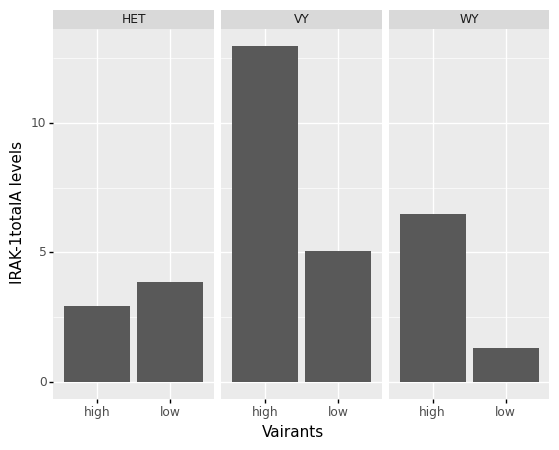 HET VY WY
10
5
0
IRAK-1totalA levels
high low high low high low
Vairants